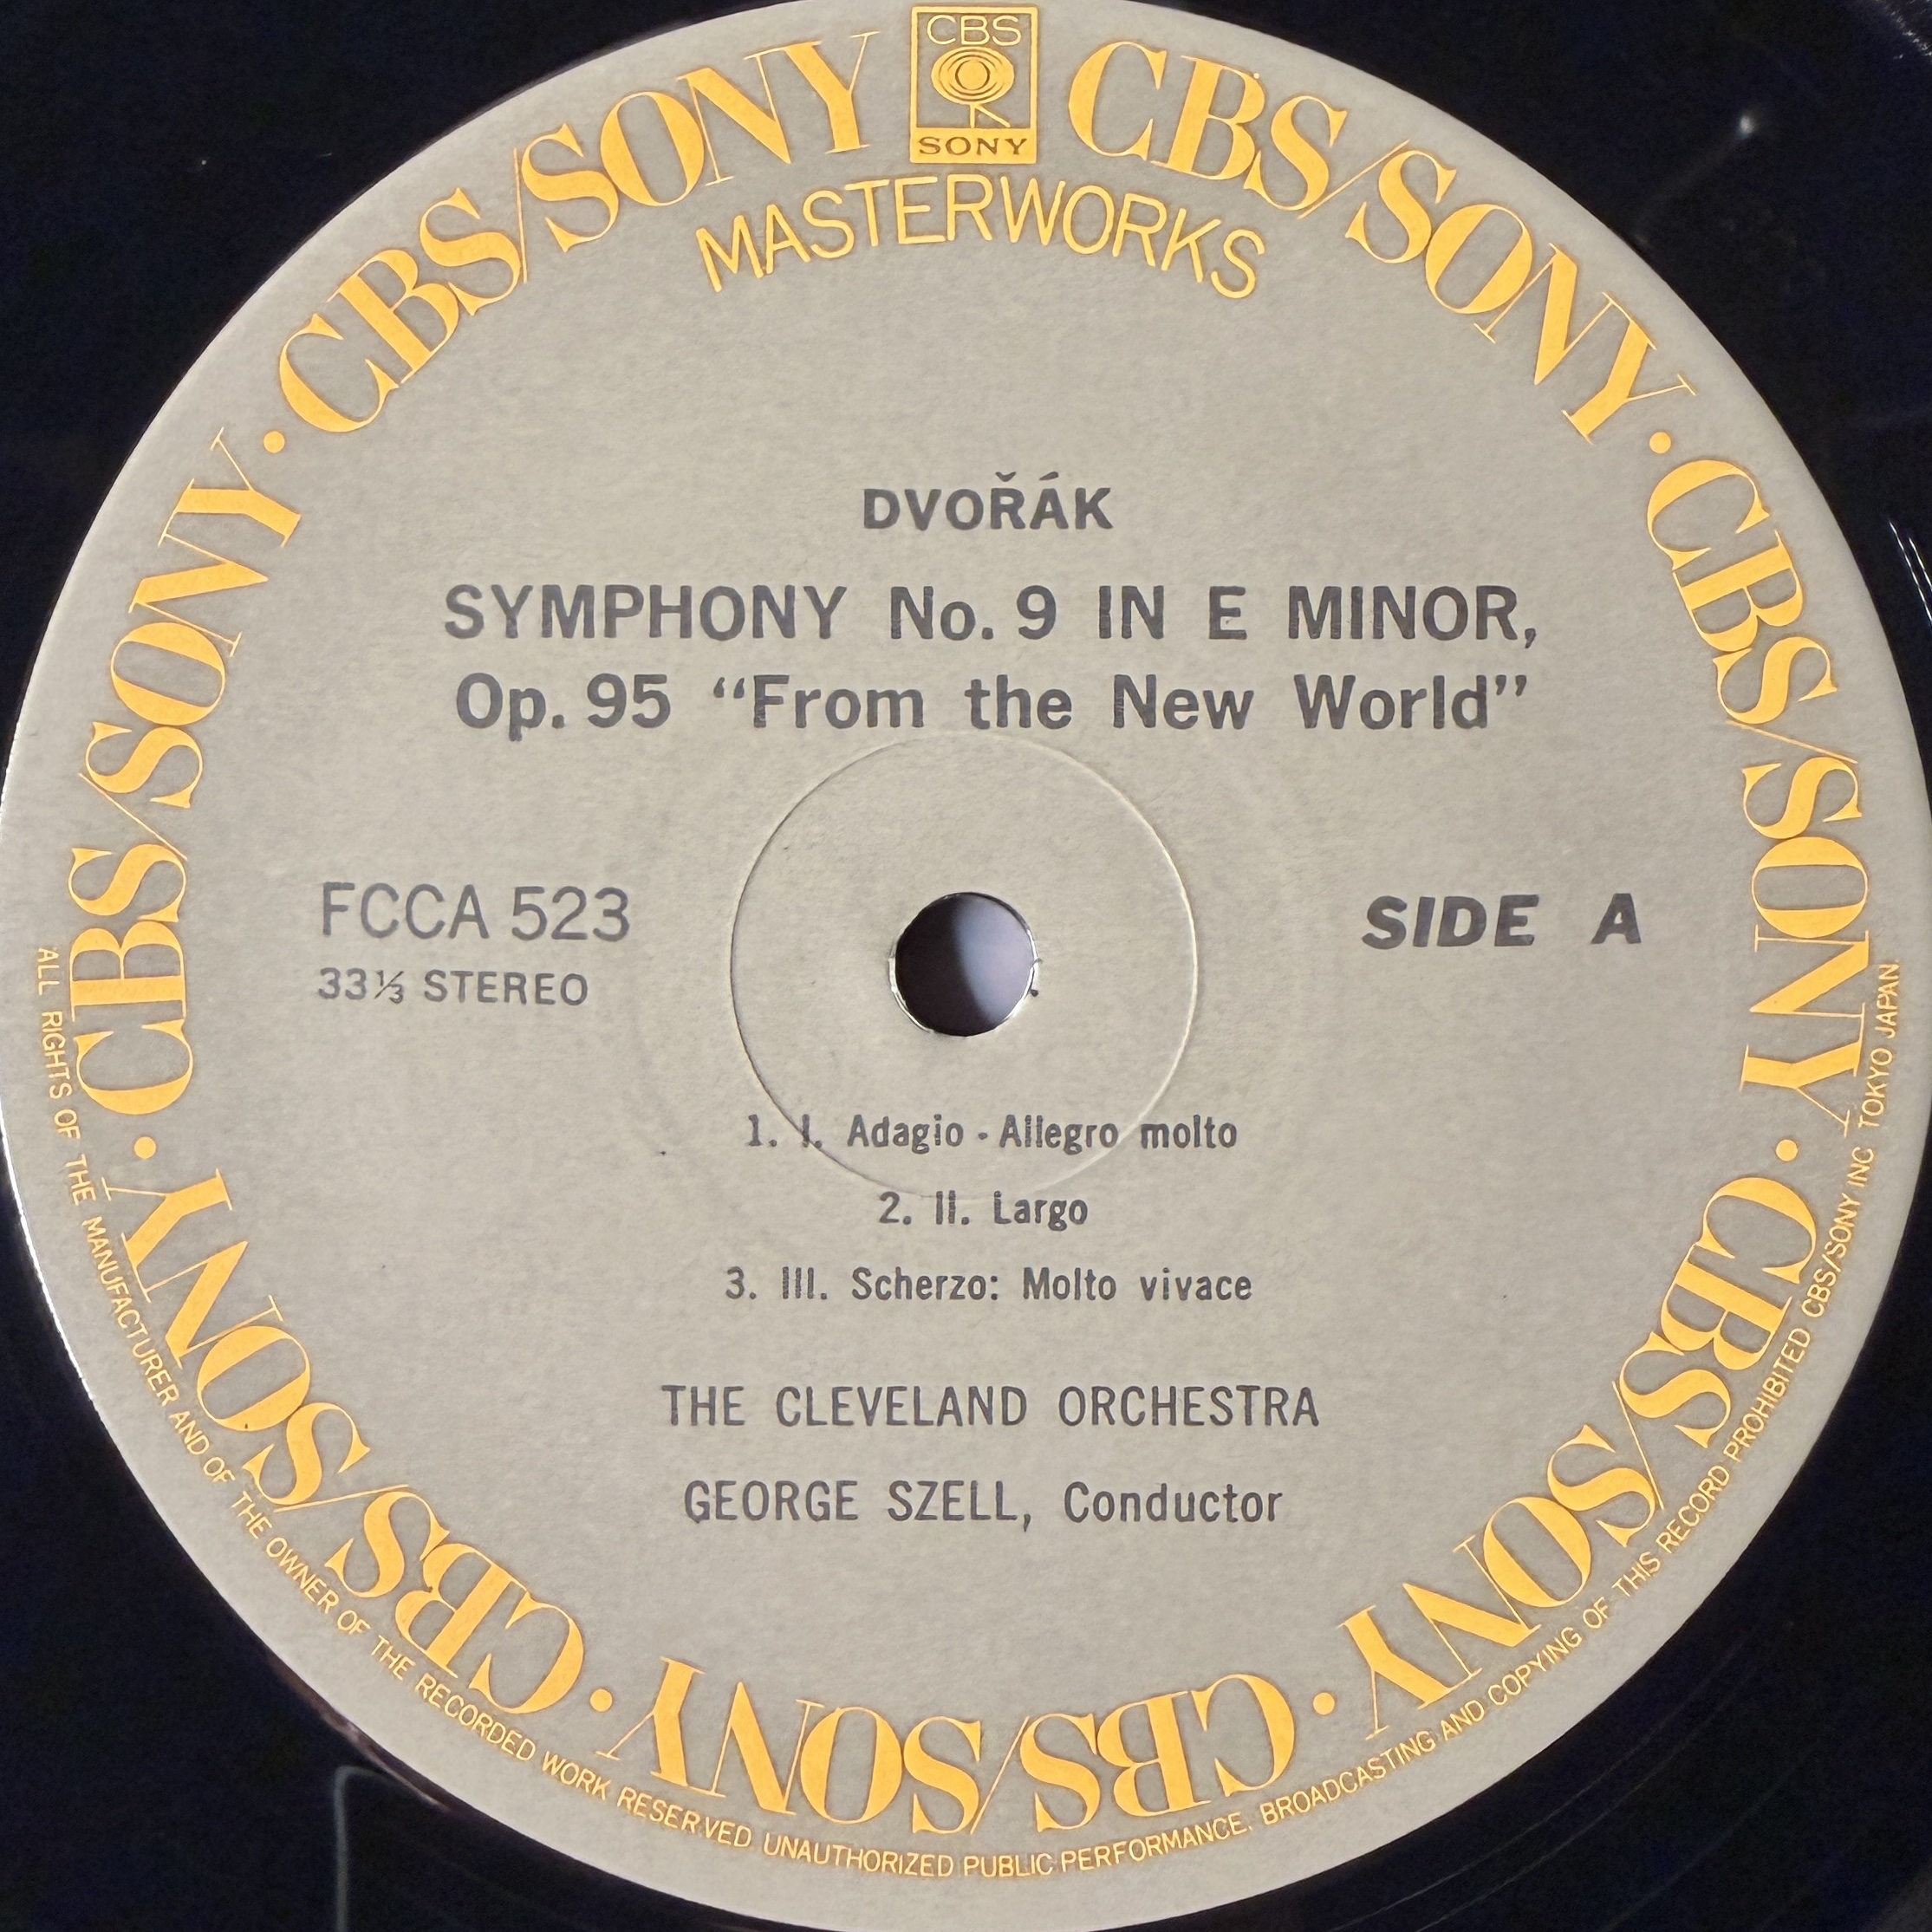 CBS
SONY
CBS/SONY · CBS/SONY · CBS/SONY · CBS/SONY · CBS/SONY · CBS/SONY · CBS/SONY
MASTERWORKS
DVOŘÁK
SYMPHONY No. 9 IN E MINOR,
Op. 95 “From the New World”
FCCA 523
33⅓ STEREO
SIDE A
1. I. Adagio - Allegro molto
2. II. Largo
3. III. Scherzo: Molto vivace
THE CLEVELAND ORCHESTRA
GEORGE SZELL, Conductor
ALL RIGHTS OF THE MANUFACTURER AND OF THE OWNER OF THE RECORDED WORK RESERVED. UNAUTHORIZED PUBLIC PERFORMANCE, BROADCASTING AND COPYING OF THIS RECORD PROHIBITED CBS/SONY INC TOKYO JAPAN.